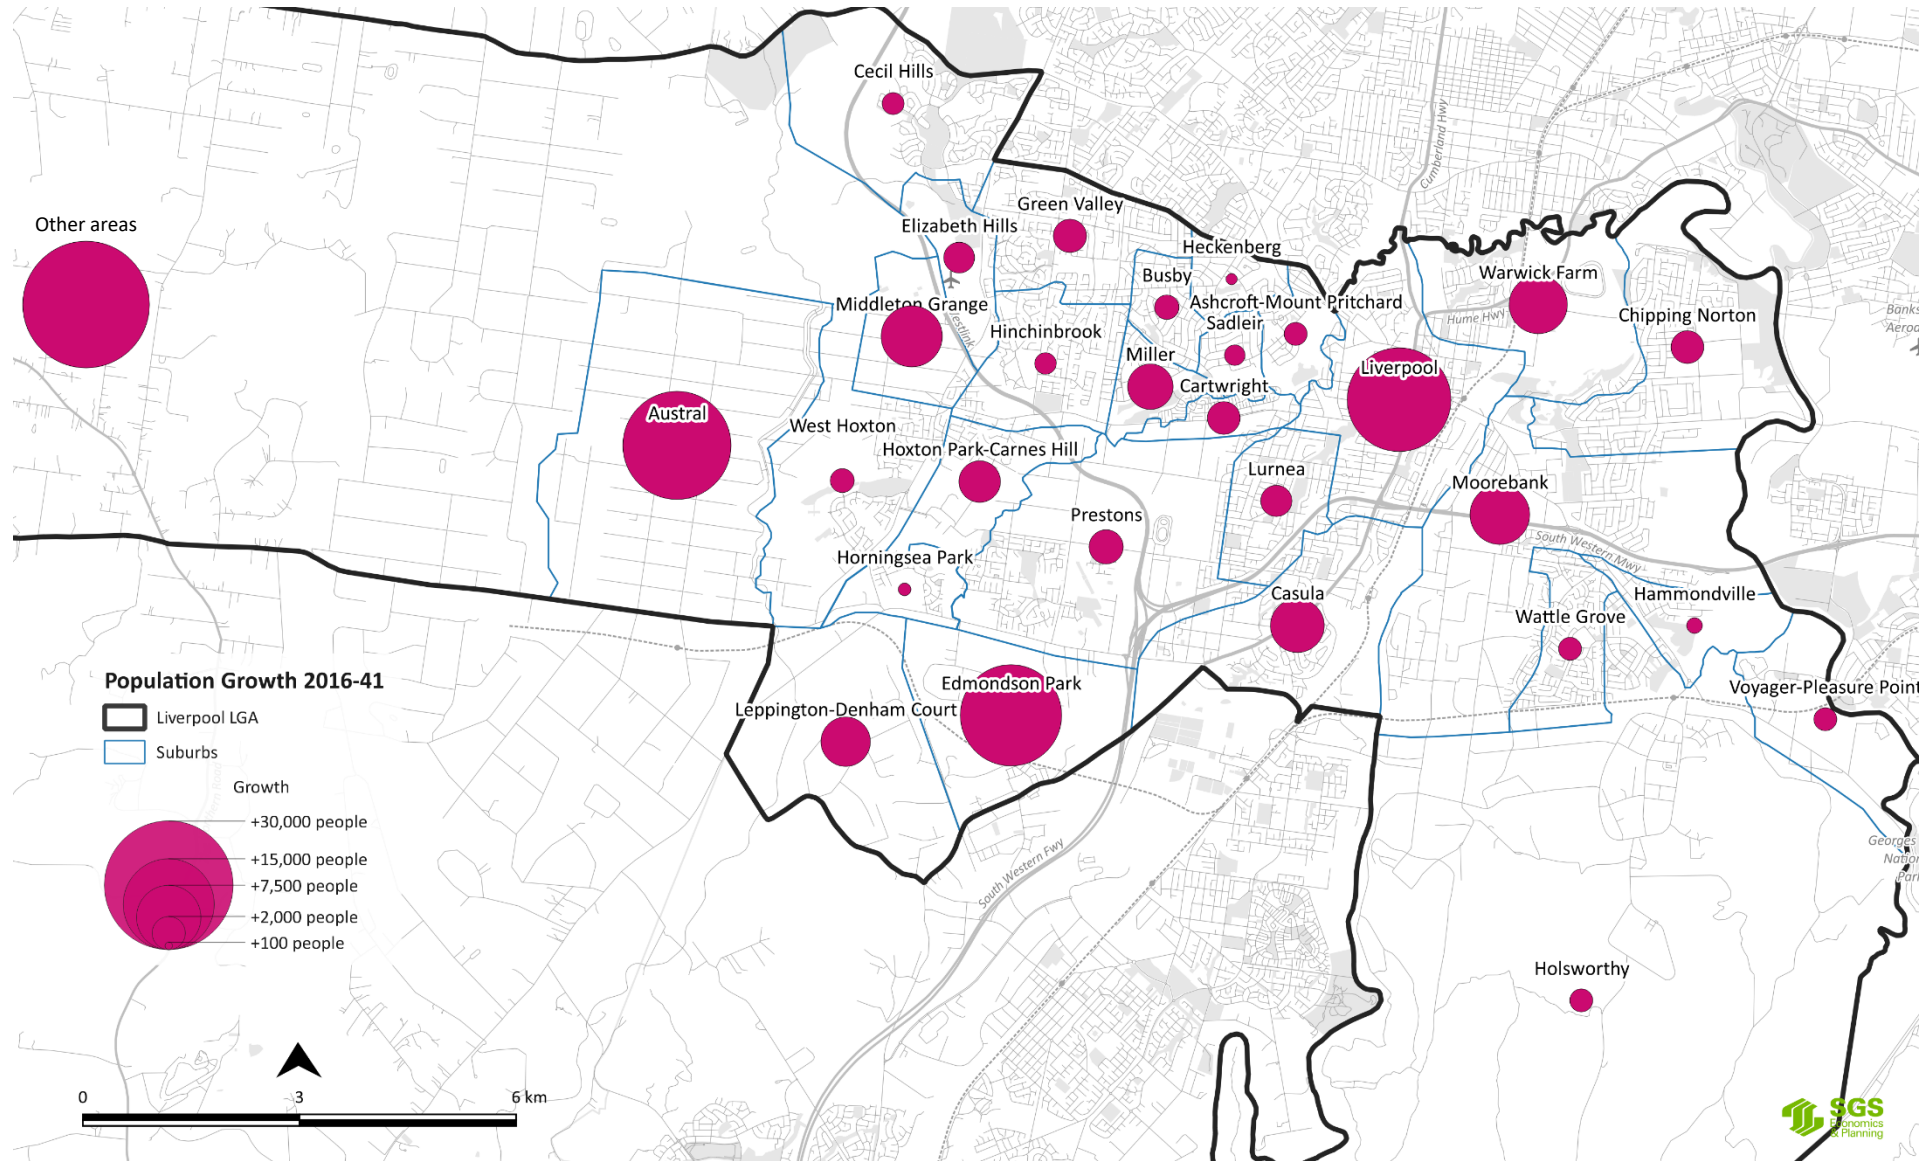 Cecil Hills
Cumberland Hwy
Other areas
Green Valley
Elizabeth Hills
Heckenberg
Busby
Warwick Farm
Middleton Grange
Ashcroft-Mount Pritchard
Chipping Norton
Hume Hwy
Sadleir
Hinchinbrook
Miller
Liverpool
Cartwright
Austral
West Hoxton
Hoxton Park-Carnes Hill
Lurnea
Moorebank
Prestons
South Western Mwy
Horningsea Park
Casula
Hammondville
Wattle Grove
Edmondson Park
Voyager-Pleasure Point
Leppington-Denham Court
Population Growth 2016-41
Liverpool LGA
Suburbs
Growth
+30,000 people
+15,000 people
+7,500 people
+2,000 people
+100 people
South Western Fwy
Georges
Holsworthy
0 3 6 km
SGS
Economics
& Planning